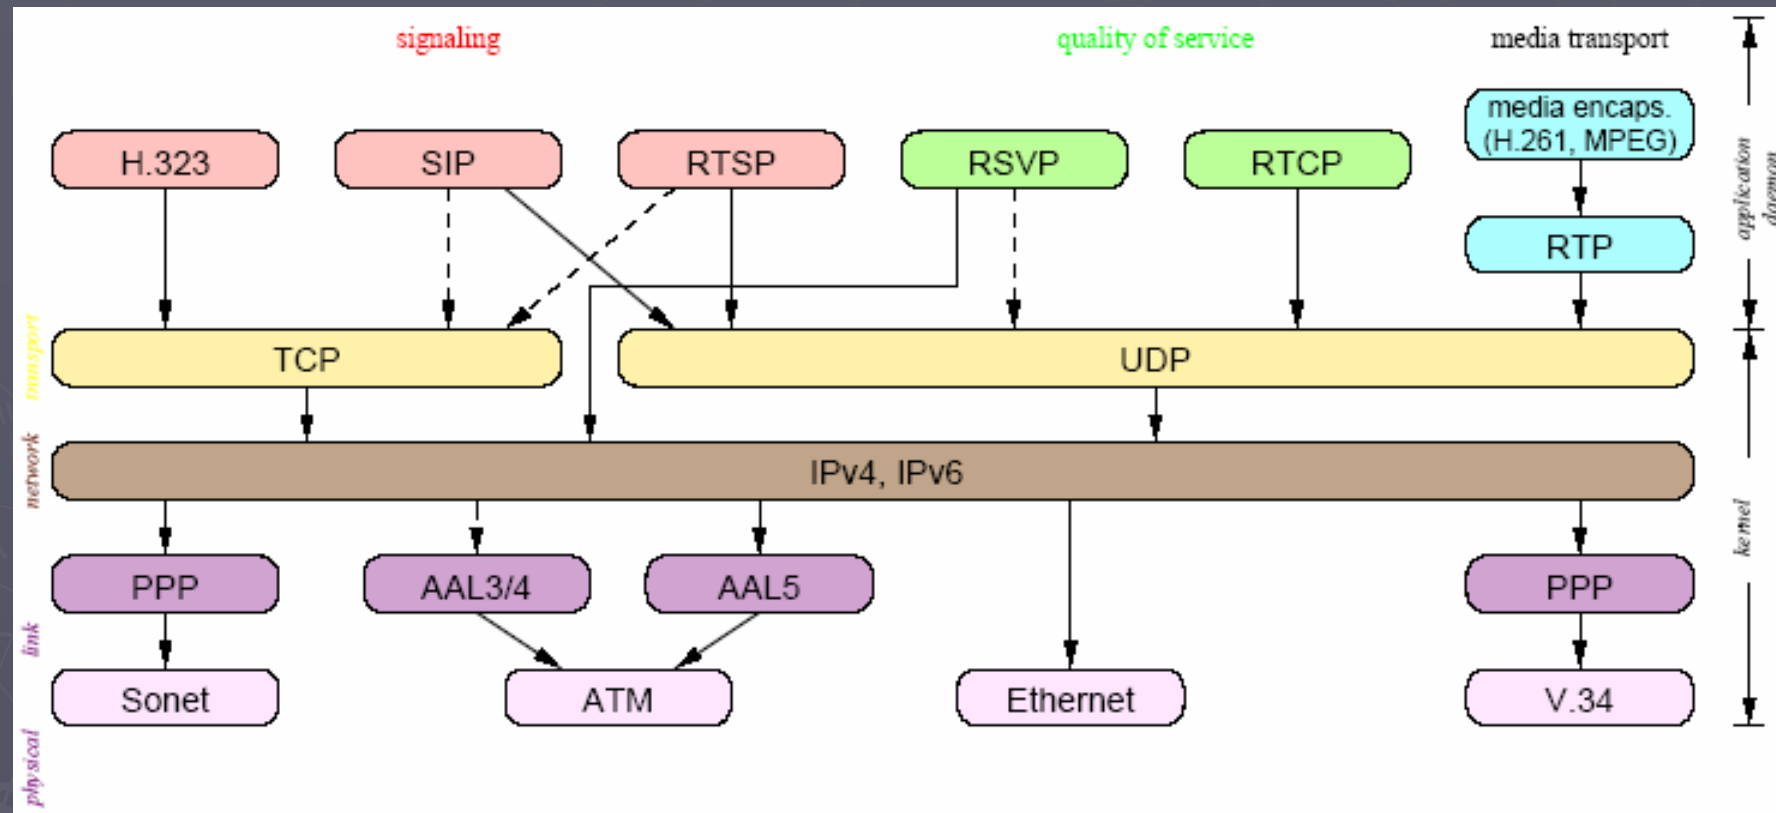 signaling
quality of service
media transport
media encaps.
(H.261, MPEG)
H.323
SIP
RTSP
RSVP
RTCP
RTP
application
daemon
TCP
UDP
transport
IPv4, IPv6
network
kernel
PPP
AAL3/4
AAL5
PPP
link
Sonet
ATM
Ethernet
V.34
physical